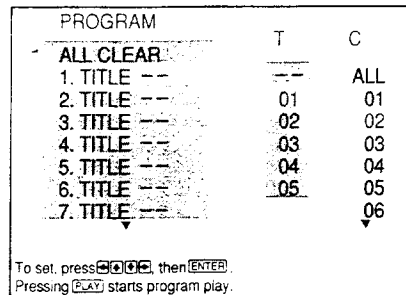 PROGRAM
T C
ALL CLEAR
1. TITLE -- -- ALL
2. TITLE -- 01 01
3. TITLE -- 02 02
4. TITLE -- 03 03
5. TITLE -- 04 04
6. TITLE -- 05 05
7. TITLE -- 06
To set, press ←↑↓→, then ENTER.
Pressing PLAY starts program play.